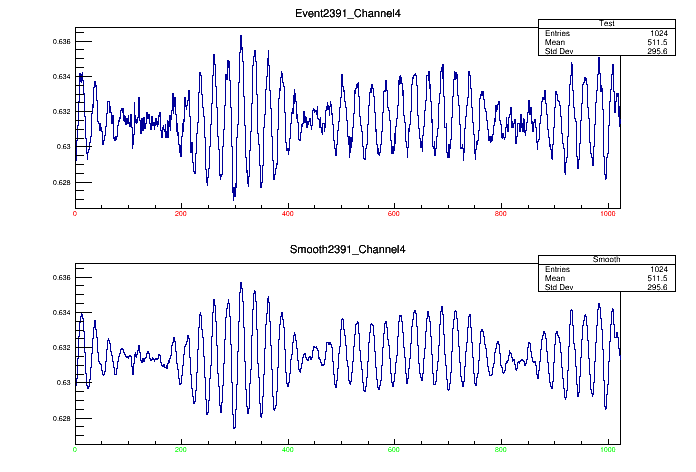 Event2391_Channel4
Test
Entries 1024
Mean 511.5
Std Dev 295.6
0.636
0.634
0.632
0.63
0.628
0 200 400 600 800 1000
Smooth2391_Channel4
Smooth
Entries 1024
Mean 511.5
Std Dev 295.6
0.636
0.634
0.632
0.63
0.628
0 200 400 600 800 1000